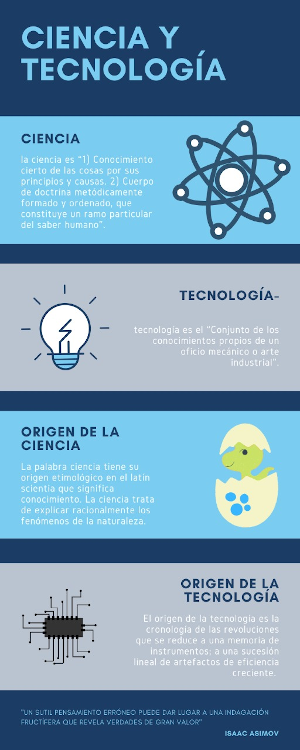 CIENCIA Y
TECNOLOGÍA
CIENCIA
la ciencia es “1) Conocimiento
cierto de las cosas por sus
principios y causas. 2) Cuerpo
de doctrina metódicamente
formado y ordenado, que
constituye un ramo particular
del saber humano”.
TECNOLOGÍA-
tecnología es el “Conjunto de los
conocimientos propios de un
oficio mecánico o arte
industrial”.
ORIGEN DE LA
CIENCIA
La palabra ciencia tiene su
origen etimológico en el latin
scientia que significa
conocimiento. La ciencia trata
de explicar racionalmente los
fenómenos de la naturaleza.
ORIGEN DE LA
TECNOLOGÍA
El origen de la tecnología es la
cronología de las revoluciones
que se reduce a una memoria de
instrumentos; a una sucesión
lineal de artefactos de eficiencia
creciente.
"UN SUTIL PENSAMIENTO ERRÓNEO PUEDE DAR LUGAR A UNA INDAGACIÓN
FRUCTÍFERA QUE REVELA VERDADES DE GRAN VALOR"
ISAAC ASIMOV